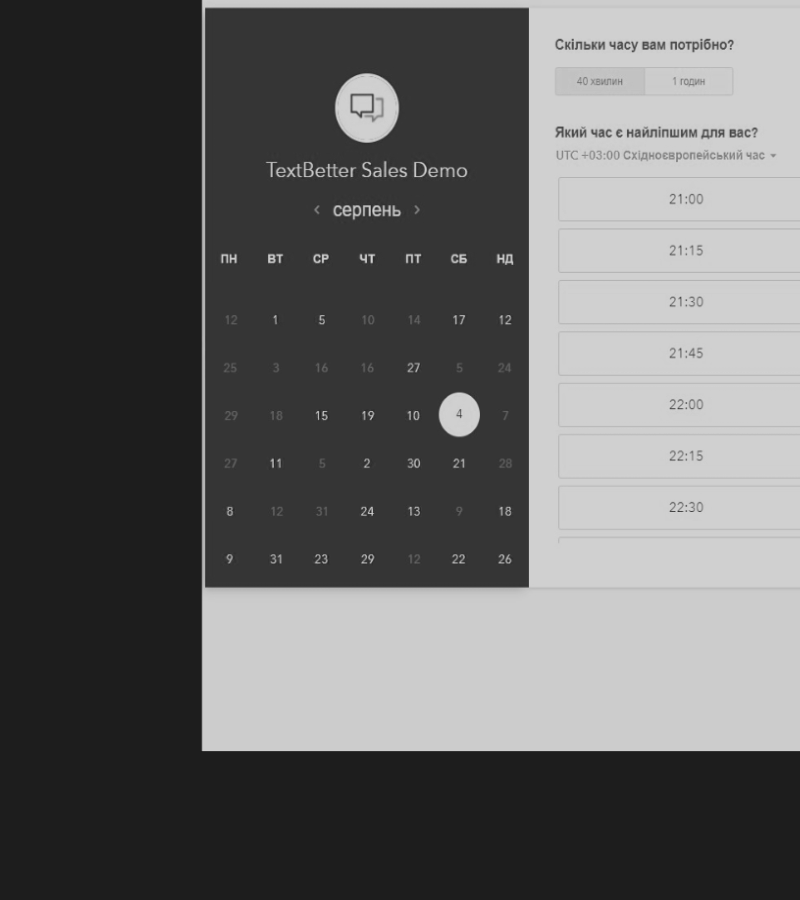 TextBetter Sales Demo
‹ серпень ›
ПН ВТ СР ЧТ ПТ СБ НД
12 1 5 10 14 17 12
25 3 16 16 27 5 24
29 18 15 19 10 4 7
27 11 5 2 30 21 28
8 12 31 24 13 9 18
9 31 23 29 12 22 26
Скільки часу вам потрібно?
40 хвилин 1 годин
Який час є найліпшим для вас?
UTC +03:00 Східноєвропейський час
21:00
21:15
21:30
21:45
22:00
22:15
22:30